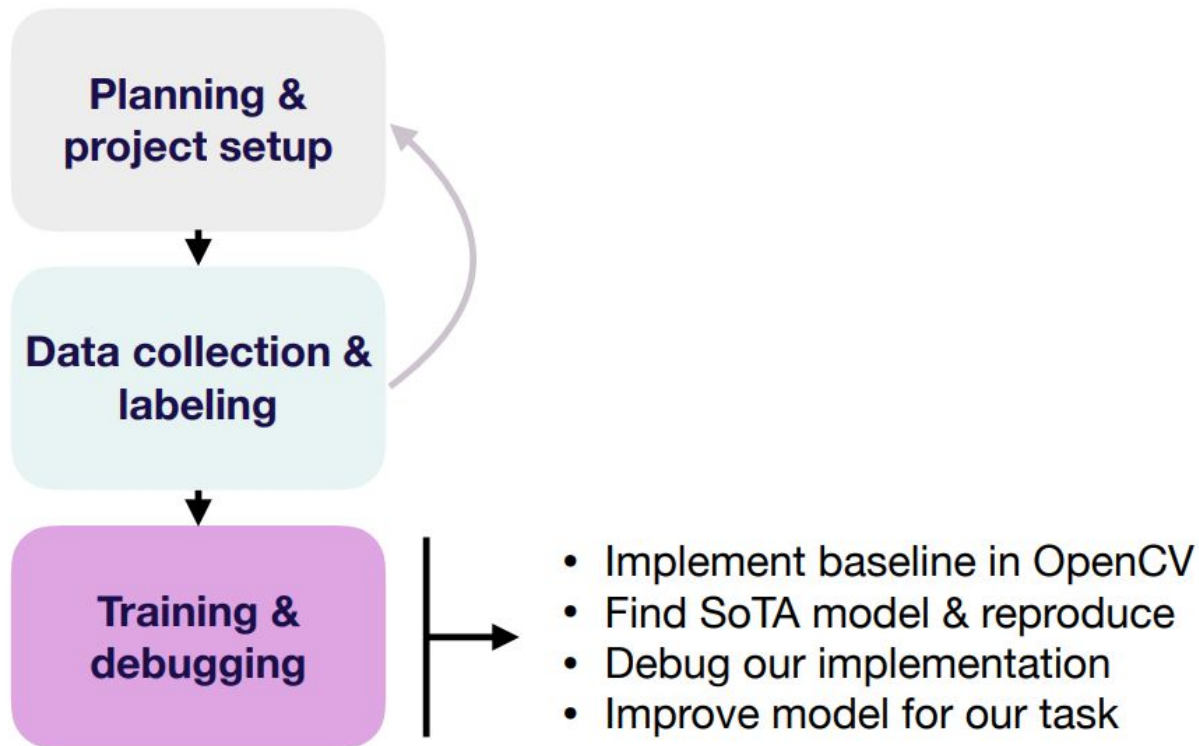 Planning &
project setup
Data collection &
labeling
Training &
debugging
• Implement baseline in OpenCV
• Find SoTA model & reproduce
• Debug our implementation
• Improve model for our task